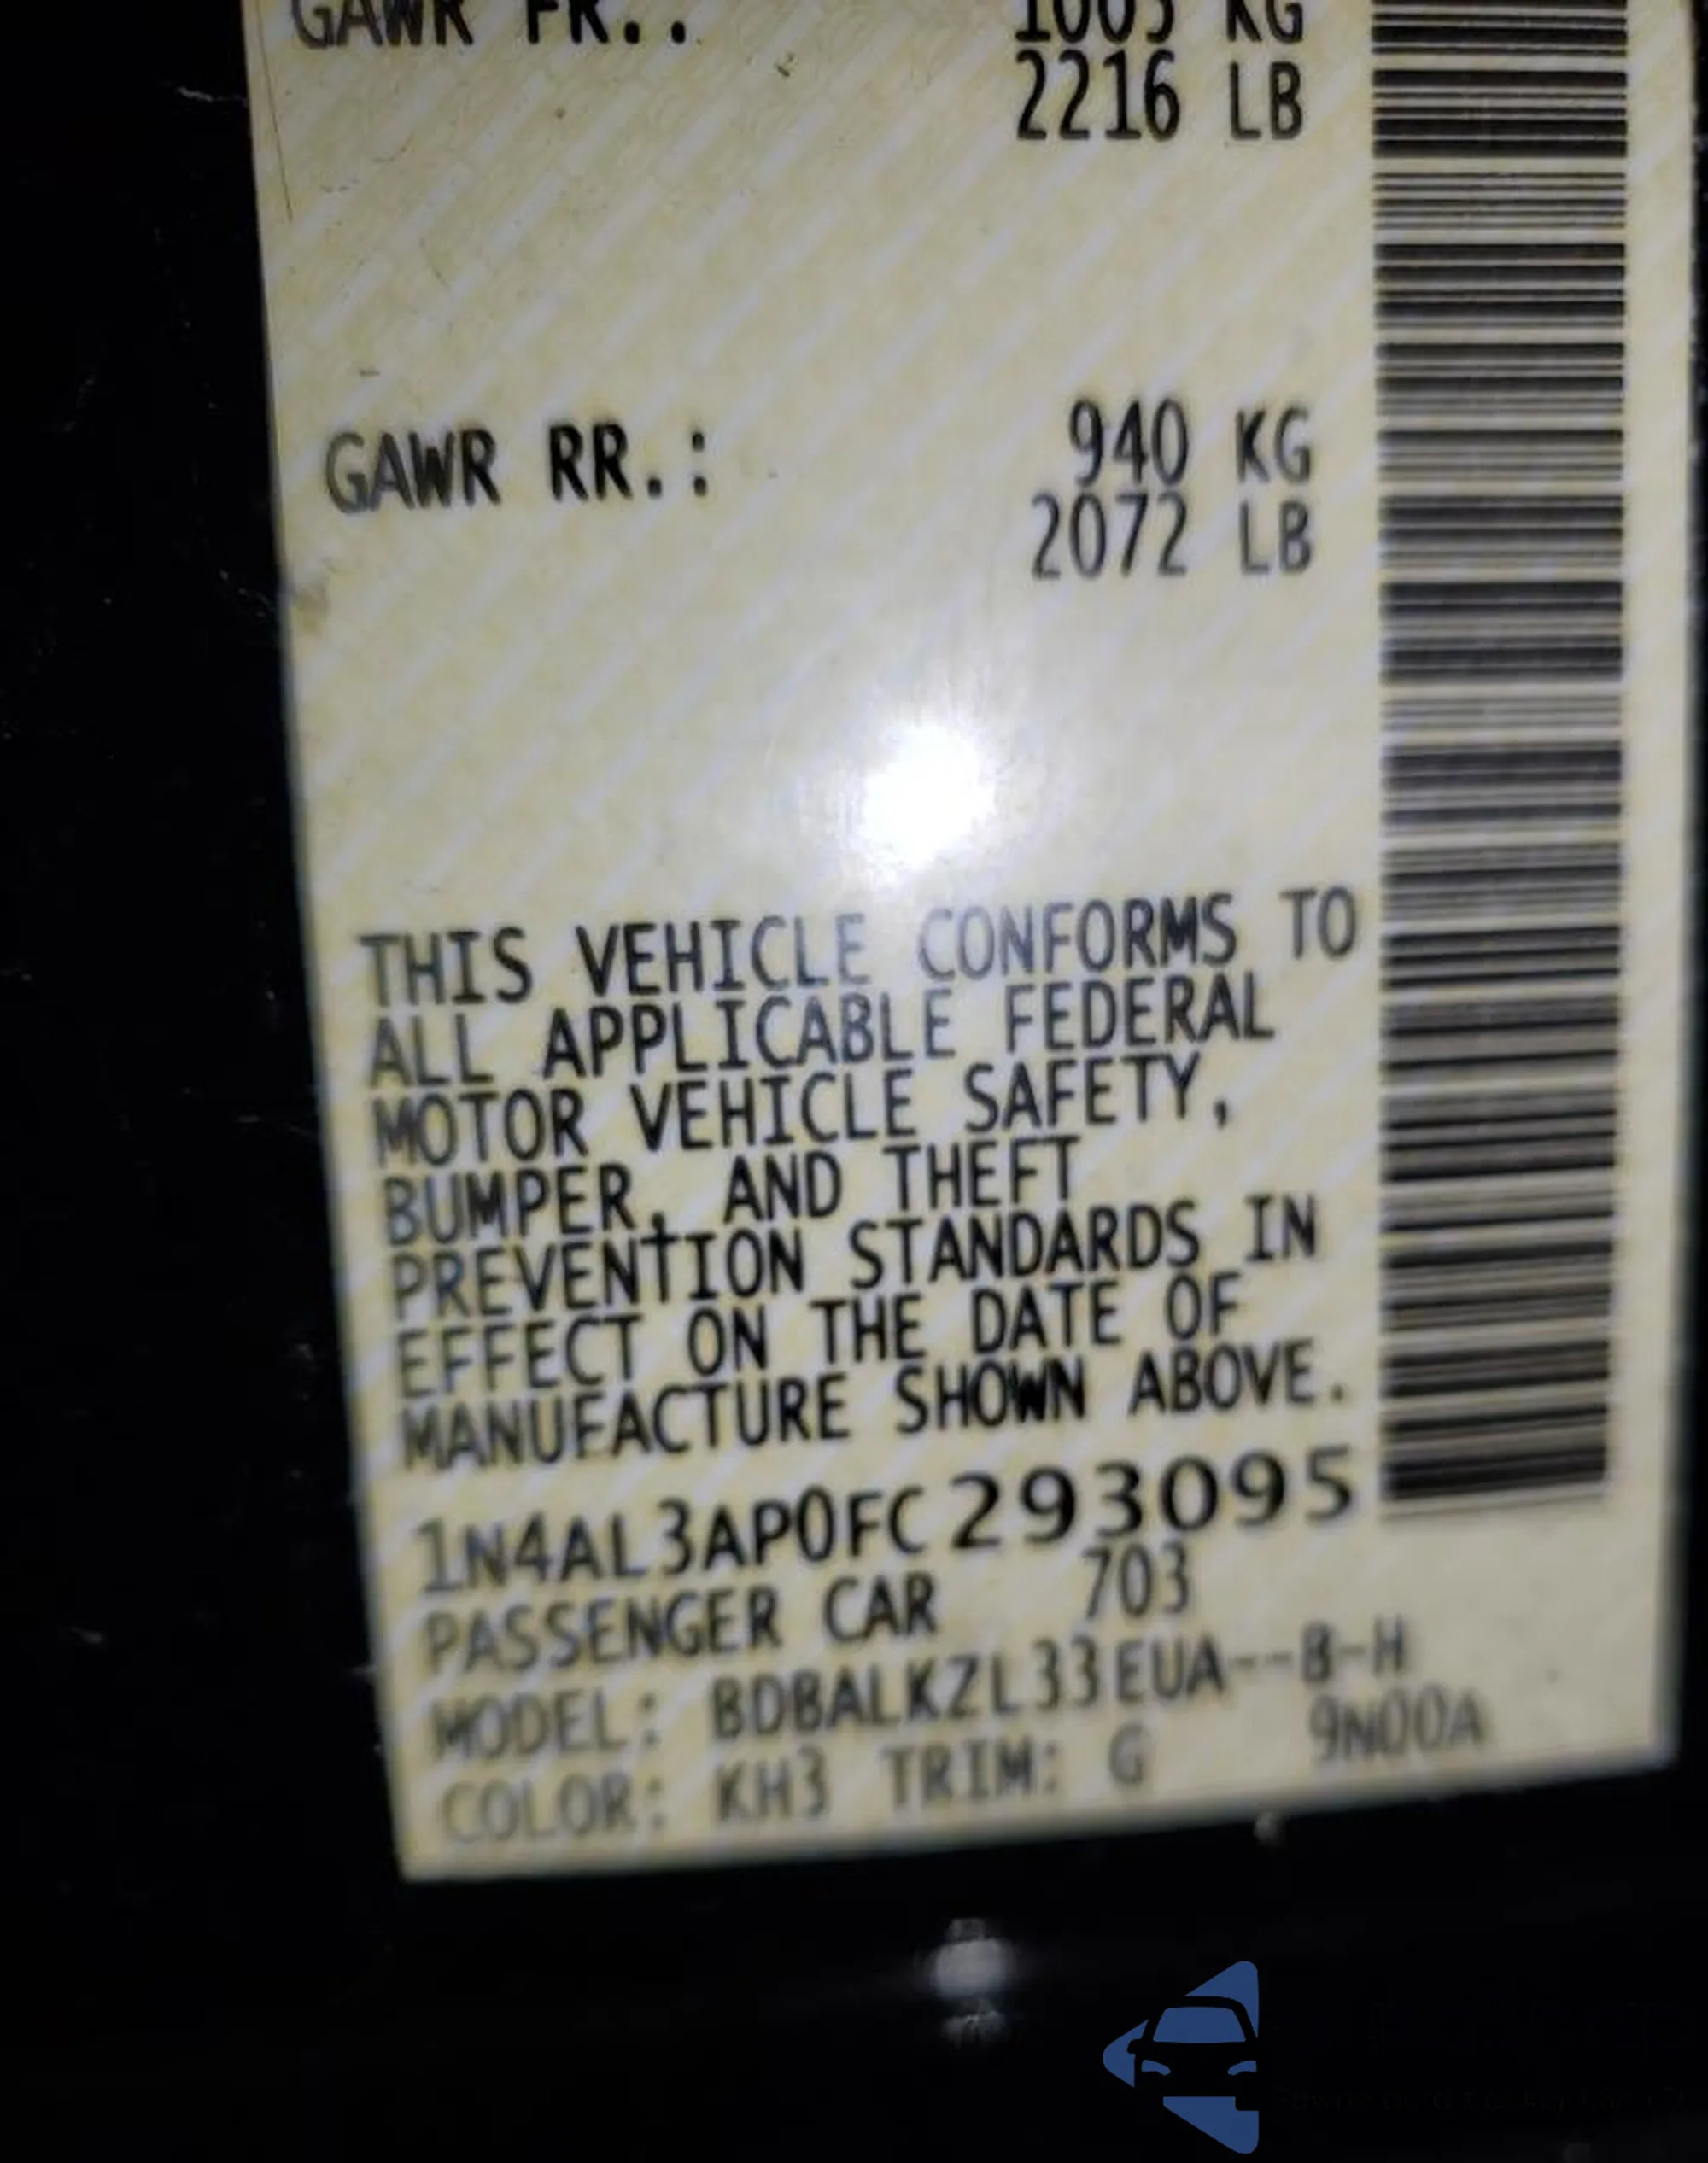 GAWR FR..
1005 KG
2216 LB
GAWR RR.:
940 KG
2072 LB
THIS VEHICLE CONFORMS TO
ALL APPLICABLE FEDERAL
MOTOR VEHICLE SAFETY,
BUMPER, AND THEFT
PREVENTION STANDARDS IN
EFFECT ON THE DATE OF
MANUFACTURE SHOWN ABOVE.
1N4AL3AP0FC293095
PASSENGER CAR 703
MODEL: BDBALKZL33EUA--B-H
COLOR: KH3 TRIM: G 9N00A